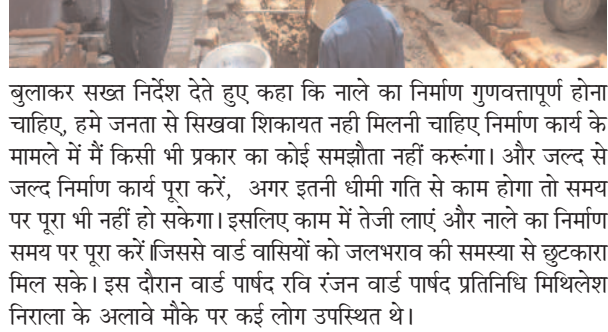 बुलाकर सख्त निर्देश देते हुए कहा कि नाले का निर्माण गुणवत्तापूर्ण होना
चाहिए, हमे जनता से सिखवा शिकायत नही मिलनी चाहिए निर्माण कार्य के
मामले में मैं किसी भी प्रकार का कोई समझौता नहीं करूंगा। और जल्द से
जल्द निर्माण कार्य पूरा करें, अगर इतनी धीमी गति से काम होगा तो समय
पर पूरा भी नहीं हो सकेगा। इसलिए काम में तेजी लाएं और नाले का निर्माण
समय पर पूरा करें।जिससे वार्ड वासियों को जलभराव की समस्या से छुटकारा
मिल सके। इस दौरान वार्ड पार्षद रवि रंजन वार्ड पार्षद प्रतिनिधि मिथिलेश
निराला के अलावे मौके पर कई लोग उपस्थित थे।